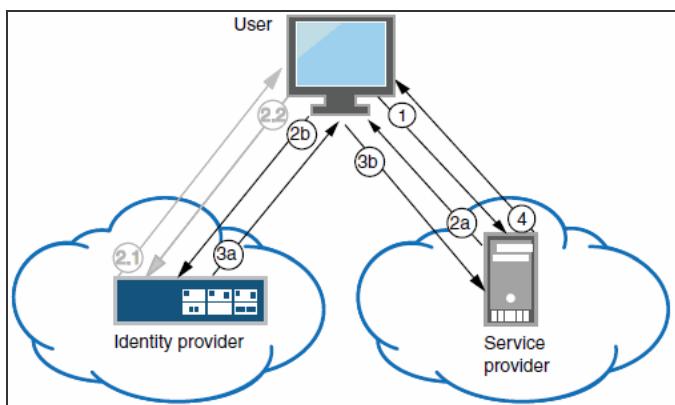 User
2.2
1
2b
3b
2a
4
2.1
3a
Identity provider
Service
provider